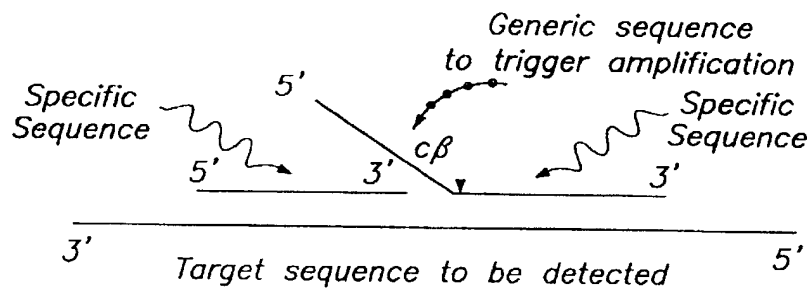 Generic sequence
to trigger amplification
Specific
Sequence
5'
Specific
Sequence
cβ
5'
3'
3'
3'
5'
Target sequence to be detected